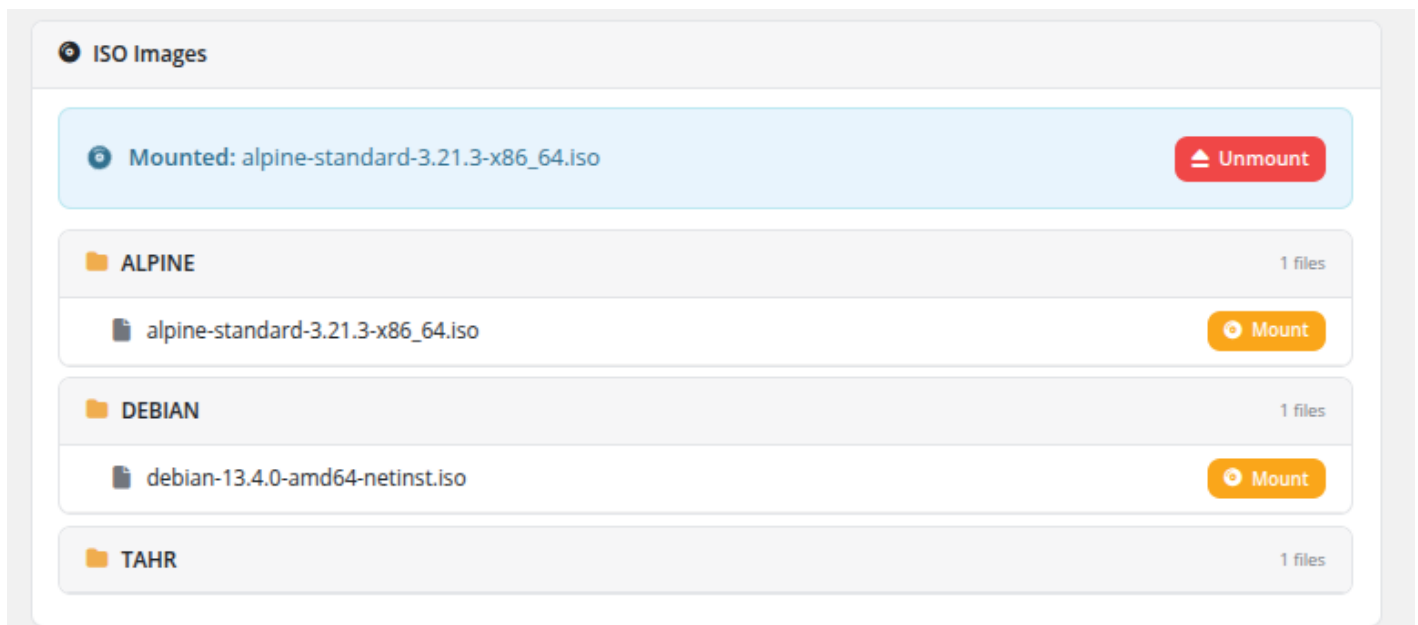 ISO Images
Mounted: alpine-standard-3.21.3-x86_64.iso Unmount
ALPINE 1 files
alpine-standard-3.21.3-x86_64.iso Mount
DEBIAN 1 files
debian-13.4.0-amd64-netinst.iso Mount
TAHR 1 files